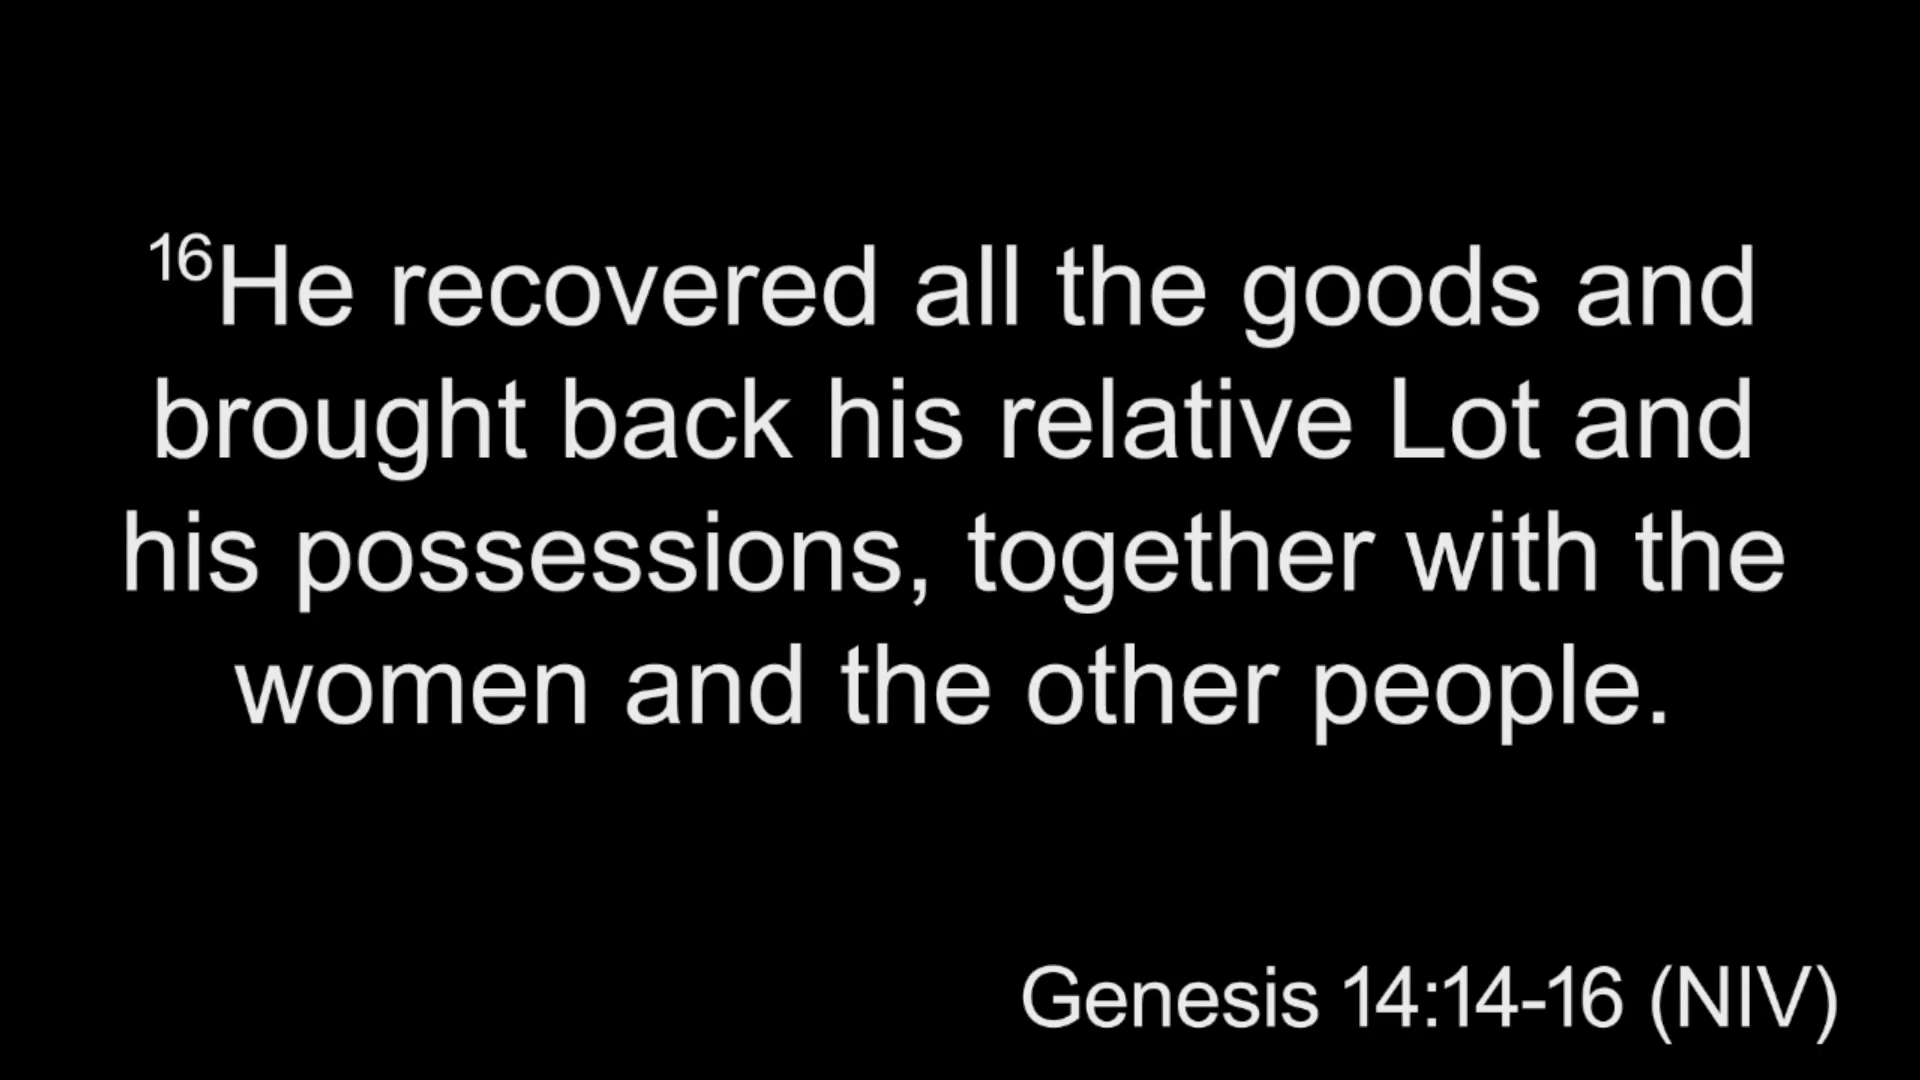 16He recovered all the goods and
brought back his relative Lot and
his possessions, together with the
women and the other people.
Genesis 14:14-16 (NIV)